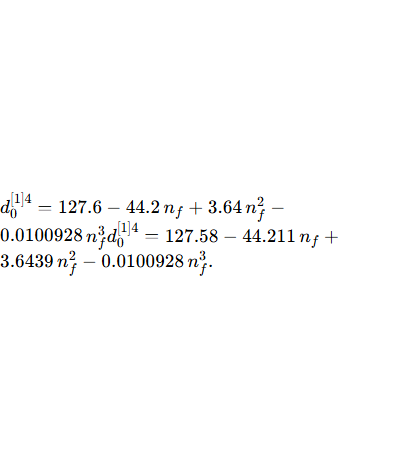 $d_0^{[1]4} = 127.6 - 44.2\, n_f + 3.64\, n_f^2 -$
$0.0100928\, n_f^3 d_0^{[1]4} = 127.58 - 44.211\, n_f +$
$3.6439\, n_f^2 - 0.0100928\, n_f^3.$